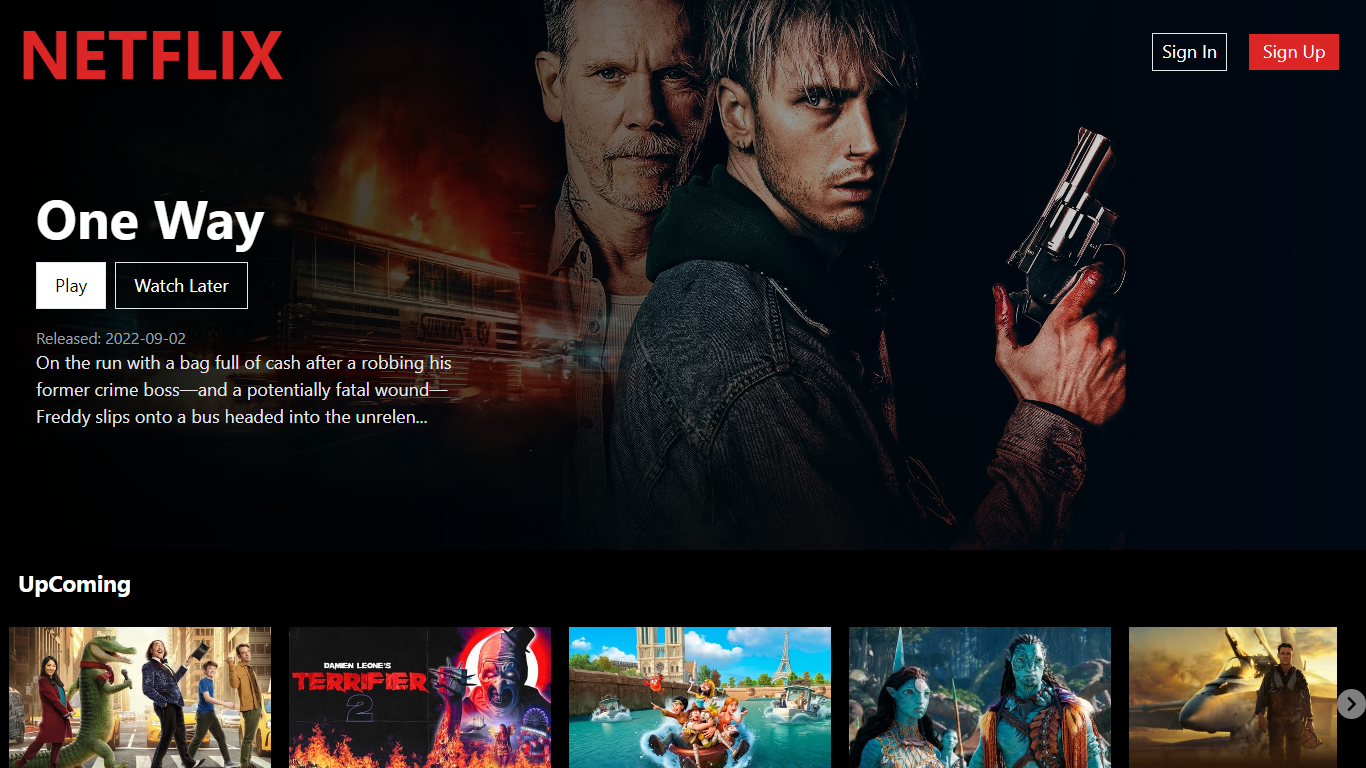 NETFLIX
Sign In
Sign Up
One Way
Play
Watch Later
Released: 2022-09-02
On the run with a bag full of cash after a robbing his
former crime boss—and a potentially fatal wound—
Freddy slips onto a bus headed into the unrelen...
UpComing
DAMIEN LEONE'S
TERRIFIER
2